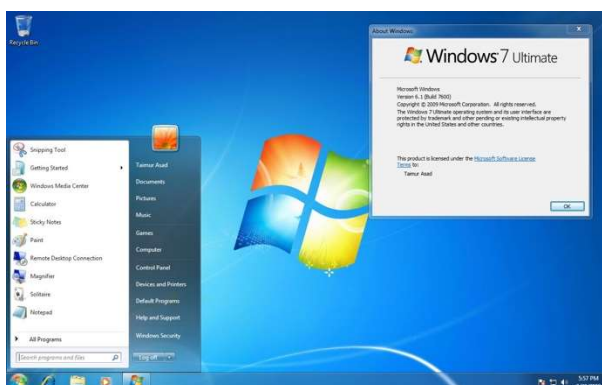 Recycle Bin
About Windows
Windows 7 Ultimate
Microsoft Windows
Version 6.1 (Build 7600)
Copyright © 2009 Microsoft Corporation. All rights reserved.
The Windows 7 Ultimate operating system and its user interface are
protected by trademark and other pending or existing intellectual property
rights in the United States and other countries.
This product is licensed under the Microsoft Software License
Terms to:
Taimur Asad
OK
Snipping Tool
Getting Started
Windows Media Center
Calculator
Sticky Notes
Paint
Remote Desktop Connection
Magnifier
Solitaire
Notepad
All Programs
Search programs and files
Taimur Asad
Documents
Pictures
Music
Games
Computer
Control Panel
Devices and Printers
Default Programs
Help and Support
Windows Security
Log off
5:57 PM